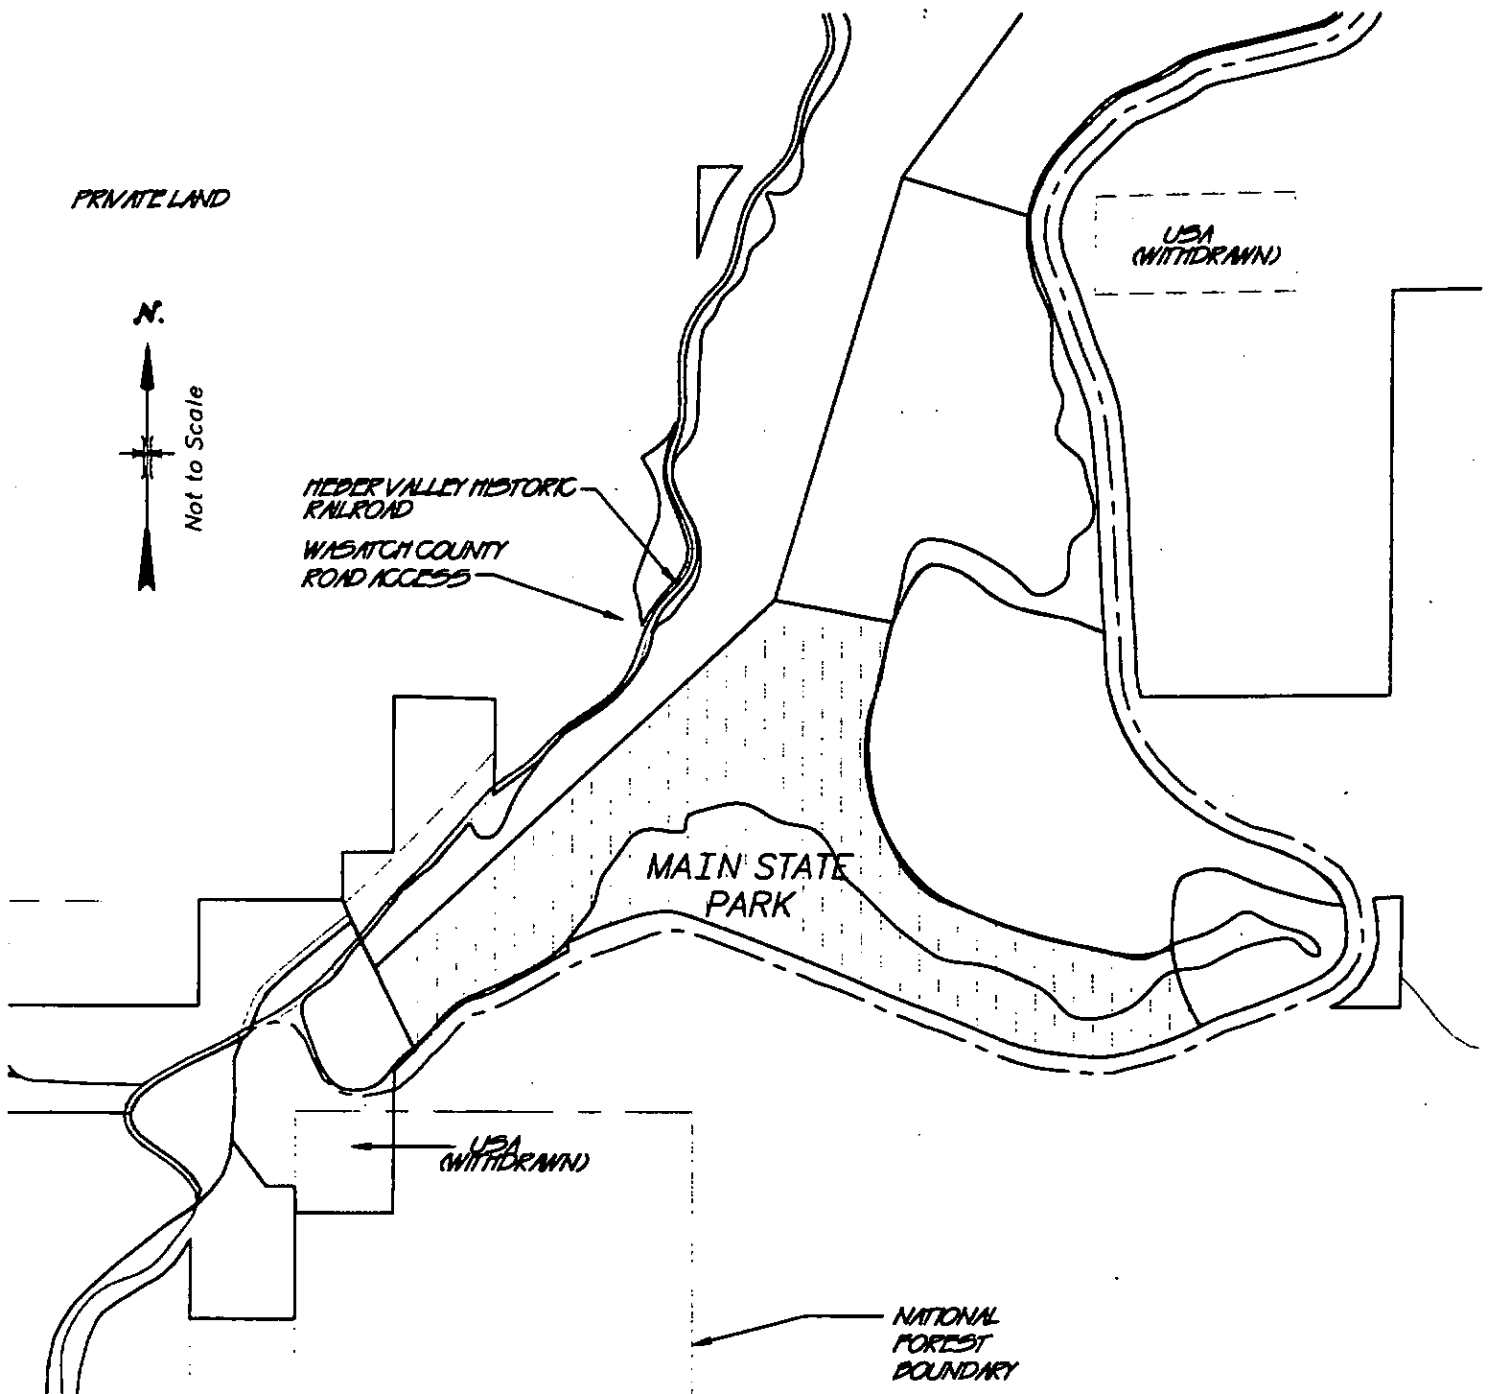 PRIVATE LAND
USA
(WITHDRAWN)
N.
Not to Scale
HEBER VALLEY HISTORIC
RAILROAD
WASATCH COUNTY
ROAD ACCESS
MAIN STATE
PARK
USA
(WITHDRAWN)
NATIONAL
FOREST
BOUNDARY